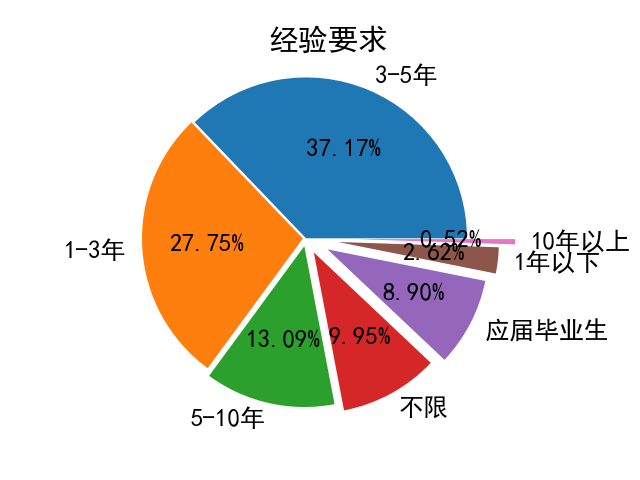 经验要求
3-5年
37.17%
1-3年
27.75%
0.52%
10年以上
2.62%
1年以下
8.90%
应届毕业生
13.09%
9.95%
5-10年
不限